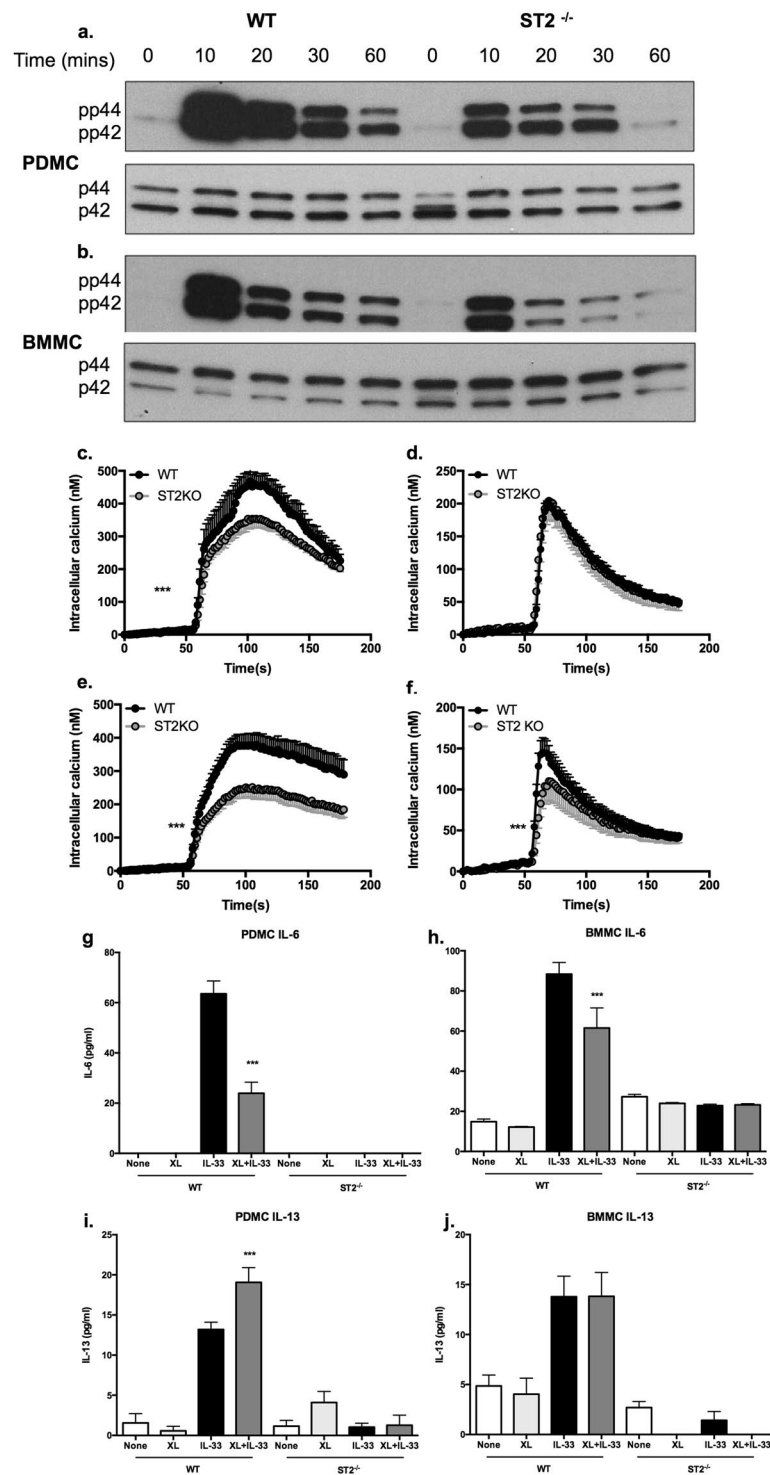 a. WT ST2 -/-
Time (mins) 0 10 20 30 60 0 10 20 30 60
pp44
pp42
PDMC
p44
p42
b.
pp44
pp42
BMMC
p44
p42
c.
500
400
300
200
100
0
Intracellular calcium (nM)
WT
ST2KO
***
0 50 100 150 200
Time(s)
d.
250
200
150
100
50
0
Intracellular calcium (nM)
WT
ST2KO
0 50 100 150 200
Time(s)
e.
500
400
300
200
100
0
Intracellular calcium (nM)
WT
ST2KO
***
0 50 100 150 200
Time(s)
f.
200
150
100
50
0
Intracellular calcium (nM)
WT
ST2 KO
***
0 50 100 150 200
Time(s)
g
PDMC IL-6
80
60
40
20
0
IL-6 (pg/ml)
***
None XL IL-33 XL+IL-33 None XL IL-33 XL+IL-33
WT ST2-/-
h.
BMMC IL-6
100
80
60
40
20
0
***
None XL IL-33 XL+IL-33 None XL IL-33 XL+IL-33
WT ST2-/-
i.
PDMC IL-13
25
20
15
10
5
0
IL-13 (pg/ml)
***
None XL IL-33 XL+IL-33 None XL IL-33 XL+IL-33
WT ST2-/-
j.
BMMC IL-13
20
15
10
5
0
IL-13 (pg/ml)
None XL IL-33 XL+IL-33 None XL IL-33 XL+IL-33
WT ST2-/-